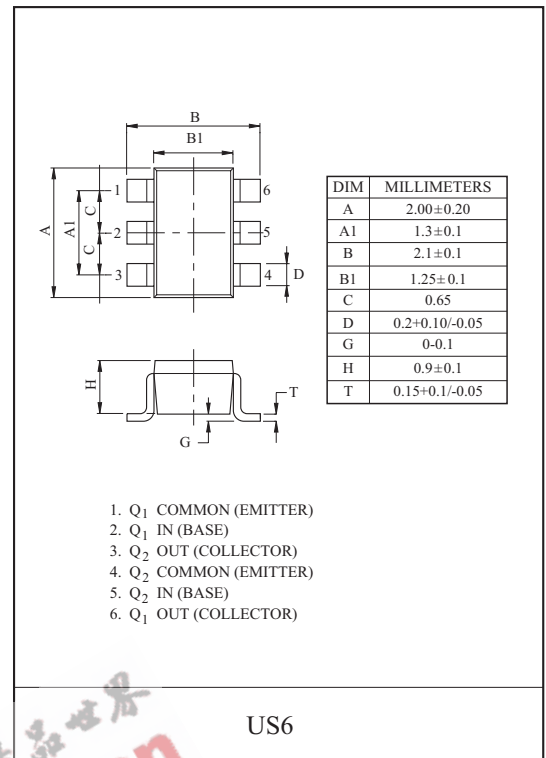 B
B1
1
6
A
A1
C
2
5
C
3
4
D
H
T
G
DIM MILLIMETERS
A 2.00±0.20
A1 1.3±0.1
B 2.1±0.1
B1 1.25±0.1
C 0.65
D 0.2+0.10/-0.05
G 0-0.1
H 0.9±0.1
T 0.15+0.1/-0.05
1. Q1 COMMON (EMITTER)
2. Q1 IN (BASE)
3. Q2 OUT (COLLECTOR)
4. Q2 COMMON (EMITTER)
5. Q2 IN (BASE)
6. Q1 OUT (COLLECTOR)
US6